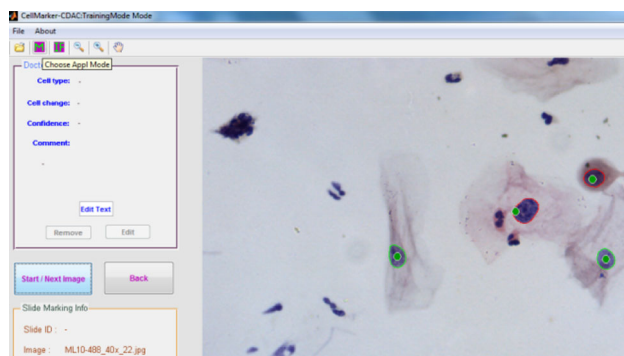 CellMarker-CDAC:TrainingMode Mode
File About
Choose Appl Mode
Cell type: -
Cell change: -
Confidence: -
Comment:
-
Edit Text
Remove Edit
Start / Next Image Back
Slide Marking Info
Slide ID : -
Image : ML10-488_40x_22.jpg